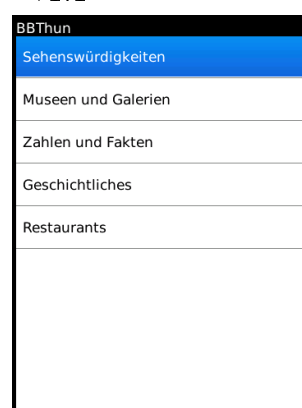 BBThun
Sehenswürdigkeiten
Museen und Galerien
Zahlen und Fakten
Geschichtliches
Restaurants